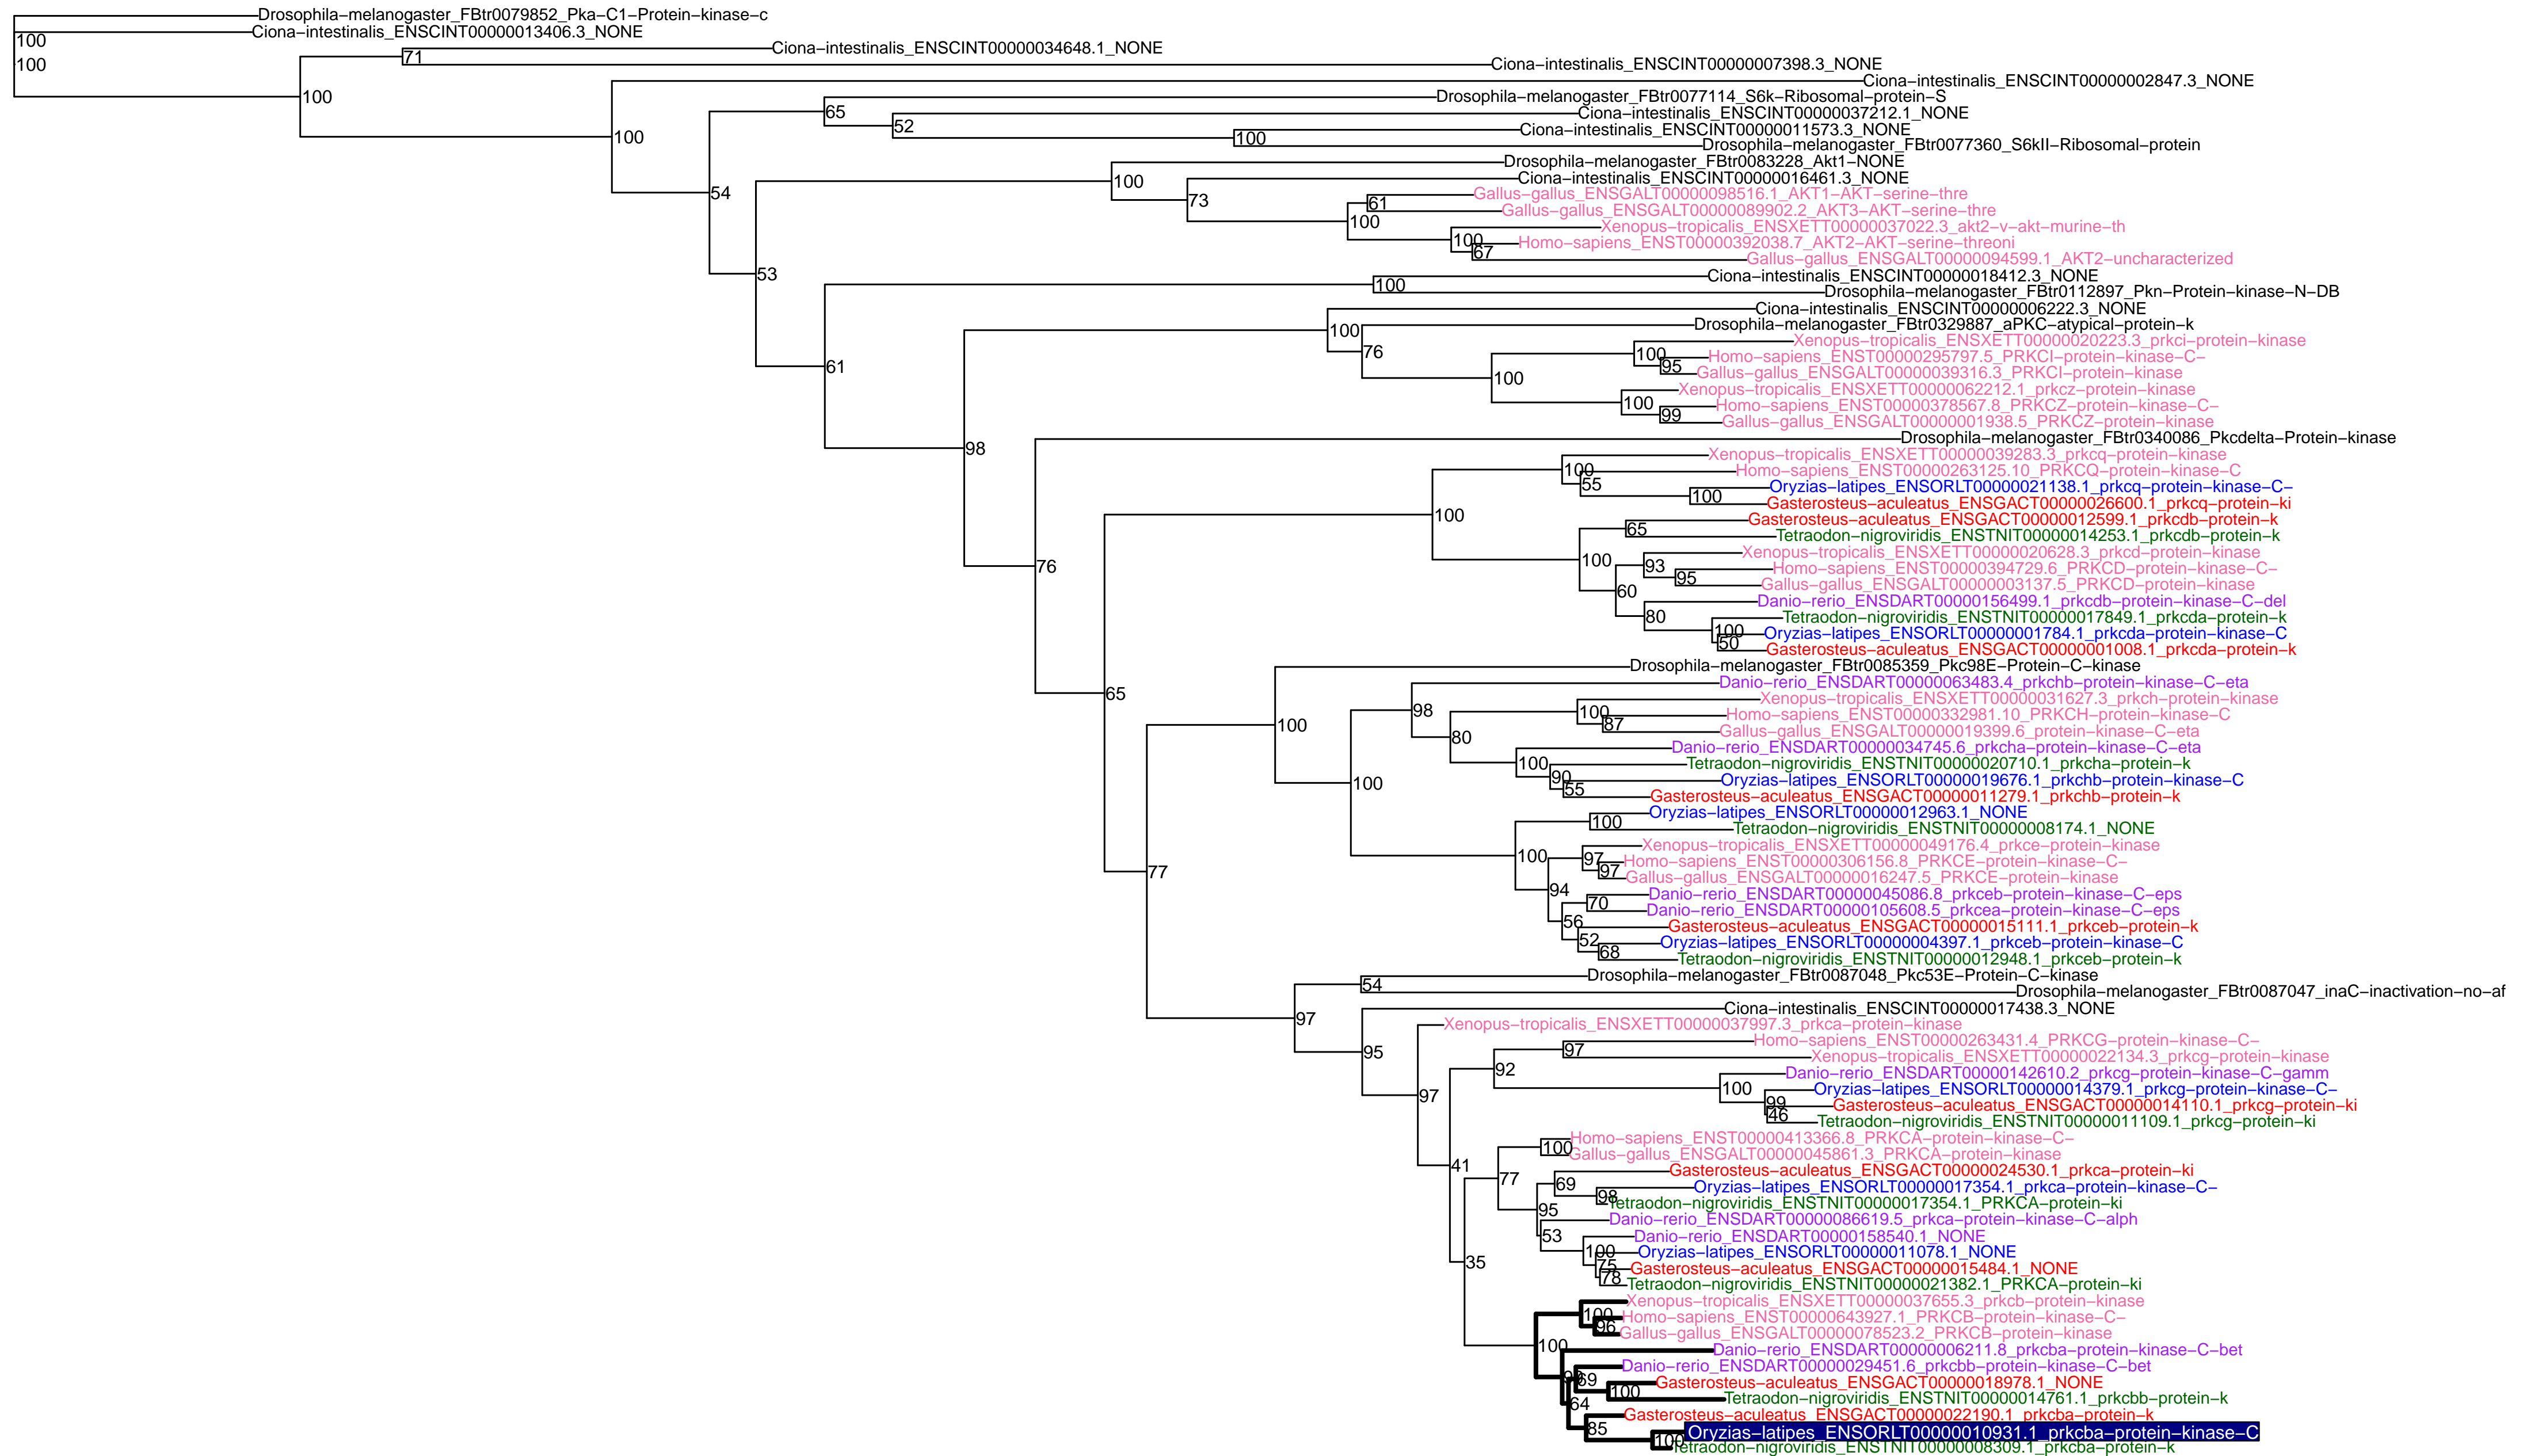 Drosophila–melanogaster_FBtr0079852_Pka–C1–Protein–kinase–c
Ciona–intestinalis_ENSCINT00000013406.3_NONE
100
Ciona–intestinalis_ENSCINT00000034648.1_NONE
71
100
Ciona–intestinalis_ENSCINT00000007398.3_NONE
Ciona–intestinalis_ENSCINT00000002847.3_NONE
100
Drosophila–melanogaster_FBtr0077114_S6k–Ribosomal–protein–S
65
Ciona–intestinalis_ENSCINT00000037212.1_NONE
52
Ciona–intestinalis_ENSCINT00000011573.3_NONE
100
100
Drosophila–melanogaster_FBtr0077360_S6kII–Ribosomal–protein
Drosophila–melanogaster_FBtr0083228_Akt1–NONE
100
Ciona–intestinalis_ENSCINT00000016461.3_NONE
54
Gallus–gallus_ENSGALT00000098516.1_AKT1–AKT–serine–thre
73
61
Gallus–gallus_ENSGALT00000089902.2_AKT3–AKT–serine–thre
100
Xenopus–tropicalis_ENSXETT00000037022.3_akt2–v–akt–murine–th
100
Homo–sapiens_ENST00000392038.7_AKT2–AKT–serine–threoni
67
Gallus–gallus_ENSGALT00000094599.1_AKT2–uncharacterized
53
Ciona–intestinalis_ENSCINT00000018412.3_NONE
100
Drosophila–melanogaster_FBtr0112897_Pkn–Protein–kinase–N–DB
Ciona–intestinalis_ENSCINT00000006222.3_NONE
Drosophila–melanogaster_FBtr0329887_aPKC–atypical–protein–k
100
Xenopus–tropicalis_ENSXETT00000020223.3_prkci–protein–kinase
76
100
Homo–sapiens_ENST00000295797.5_PRKCI–protein–kinase–C–
61
95
Gallus–gallus_ENSGALT00000039316.3_PRKCI–protein–kinase
100
Xenopus–tropicalis_ENSXETT00000062212.1_prkcz–protein–kinase
100
Homo–sapiens_ENST00000378567.8_PRKCZ–protein–kinase–C–
99
Gallus–gallus_ENSGALT00000001938.5_PRKCZ–protein–kinase
Drosophila–melanogaster_FBtr0340086_Pkcdelta–Protein–kinase
98
Xenopus–tropicalis_ENSXETT00000039283.3_prkcq–protein–kinase
100
Homo–sapiens_ENST00000263125.10_PRKCQ–protein–kinase–C
55
Oryzias–latipes_ENSORLT00000021138.1_prkcq–protein–kinase–C–
100
Gasterosteus–aculeatus_ENSGACT00000026600.1_prkcq–protein–ki
100
Gasterosteus–aculeatus_ENSGACT00000012599.1_prkcdb–protein–k
65
Tetraodon–nigroviridis_ENSTNIT00000014253.1_prkcdb–protein–k
Xenopus–tropicalis_ENSXETT00000020628.3_prkcd–protein–kinase
100
93
76
Homo–sapiens_ENST00000394729.6_PRKCD–protein–kinase–C–
95
Gallus–gallus_ENSGALT00000003137.5_PRKCD–protein–kinase
60
Danio–rerio_ENSDART00000156499.1_prkcdb–protein–kinase–C–del
80
Tetraodon–nigroviridis_ENSTNIT00000017849.1_prkcda–protein–k
100
Oryzias–latipes_ENSORLT00000001784.1_prkcda–protein–kinase–C
50
Gasterosteus–aculeatus_ENSGACT00000001008.1_prkcda–protein–k
Drosophila–melanogaster_FBtr0085359_Pkc98E–Protein–C–kinase
Danio–rerio_ENSDART00000063483.4_prkchb–protein–kinase–C–eta
65
Xenopus–tropicalis_ENSXETT00000031627.3_prkch–protein–kinase
98
100
Homo–sapiens_ENST00000332981.10_PRKCH–protein–kinase–C
87
100
Gallus–gallus_ENSGALT00000019399.6_prkch–protein–kinase–C–eta
80
Danio–rerio_ENSDART00000034745.6_prkcha–protein–kinase–C–eta
100
Tetraodon–nigroviridis_ENSTNIT00000020710.1_prkcha–protein–k
90
Oryzias–latipes_ENSORLT00000019676.1_prkchb–protein–kinase–C
100
55
Gasterosteus–aculeatus_ENSGACT00000011279.1_prkchb–protein–k
Oryzias–latipes_ENSORLT00000012963.1_NONE
100
Tetraodon–nigroviridis_ENSTNIT00000008174.1_NONE
Xenopus–tropicalis_ENSXETT00000049176.4_prkce–protein–kinase
100
97
Homo–sapiens_ENST00000306156.8_PRKCE–protein–kinase–C–
77
97
Gallus–gallus_ENSGALT00000016247.5_PRKCE–protein–kinase
94
Danio–rerio_ENSDART00000045086.8_prkceb–protein–kinase–C–eps
70
Danio–rerio_ENSDART00000105608.5_prkcea–protein–kinase–C–eps
56
Gasterosteus–aculeatus_ENSGACT00000015111.1_prkceb–protein–k
52
Oryzias–latipes_ENSORLT00000004397.1_prkceb–protein–kinase–C
68
Tetraodon–nigroviridis_ENSTNIT00000012948.1_prkceb–protein–k
Drosophila–melanogaster_FBtr0087048_Pkc53E–Protein–C–kinase
54
Drosophila–melanogaster_FBtr0087047_inaC–inactivation–no–af
97
Ciona–intestinalis_ENSCINT00000017438.3_NONE
Xenopus–tropicalis_ENSXETT00000037997.3_prkca–protein–kinase
Homo–sapiens_ENST00000263431.4_PRKCG–protein–kinase–C–
95
97
Xenopus–tropicalis_ENSXETT00000022134.3_prkcg–protein–kinase
92
Danio–rerio_ENSDART00000142610.2_prkcg–protein–kinase–C–gamm
100
Oryzias–latipes_ENSORLT00000014379.1_prkcg–protein–kinase–C–
97
99
Gasterosteus–aculeatus_ENSGACT00000014110.1_prkcg–protein–ki
46
Tetraodon–nigroviridis_ENSTNIT00000011109.1_prkcg–protein–ki
Homo–sapiens_ENST00000413366.8_PRKCA–protein–kinase–C–
100
Gallus–gallus_ENSGALT00000045861.3_PRKCA–protein–kinase
41
Gasterosteus–aculeatus_ENSGACT00000024530.1_prkca–protein–ki
77
69
Oryzias–latipes_ENSORLT00000017354.1_prkca–protein–kinase–C–
98
Tetraodon–nigroviridis_ENSTNIT00000017354.1_PRKCA–protein–ki
95
Danio–rerio_ENSDART00000086619.5_prkca–protein–kinase–C–alph
53
Danio–rerio_ENSDART00000158540.1_NONE
100
Oryzias–latipes_ENSORLT00000011078.1_NONE
35
75
Gasterosteus–aculeatus_ENSGACT00000015484.1_NONE
78
Tetraodon–nigroviridis_ENSTNIT00000021382.1_PRKCA–protein–ki
Xenopus–tropicalis_ENSXETT00000037655.3_prkcb–protein–kinase
100
Homo–sapiens_ENST00000643927.1_PRKCB–protein–kinase–C–
96
Gallus–gallus_ENSGALT00000078523.2_PRKCB–protein–kinase
100
Danio–rerio_ENSDART00000006211.8_prkcba–protein–kinase–C–bet
Danio–rerio_ENSDART00000029451.6_prkcbb–protein–kinase–C–bet
69
Gasterosteus–aculeatus_ENSGACT00000018978.1_NONE
100
Tetraodon–nigroviridis_ENSTNIT00000014761.1_prkcbb–protein–k
64
Gasterosteus–aculeatus_ENSGACT00000022190.1_prkcba–protein–k
85
Oryzias–latipes_ENSORLT00000010931.1_prkcba–protein–kinase–C
100
Tetraodon–nigroviridis_ENSTNIT00000008309.1_prkcba–protein–k